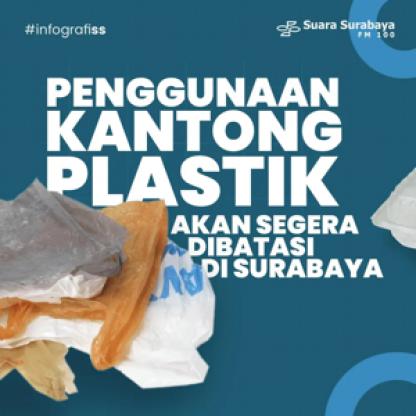 #infografiss
Suara Surabaya
FM 100
PENGGUNAAN
KANTONG
PLASTIK
AKAN SEGERA
DIBATASI
DI SURABAYA